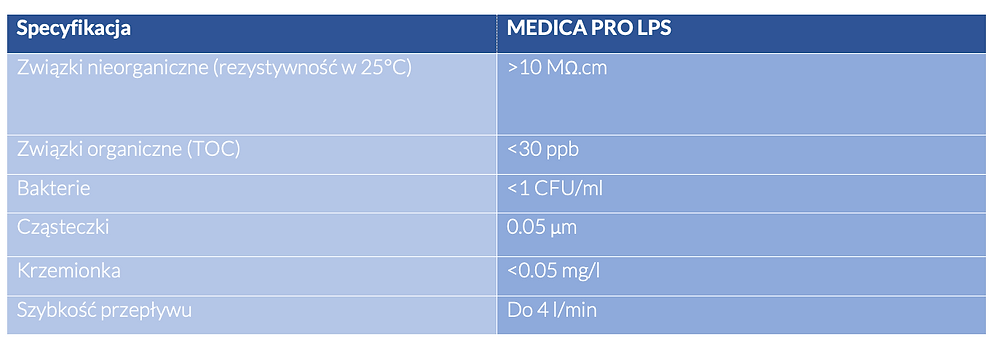 Specyfikacja MEDICA PRO LPS
Związki nieorganiczne (rezystywność w 25°C) >10 MΩ.cm
Związki organiczne (TOC) <30 ppb
Bakterie <1 CFU/ml
Cząsteczki 0.05 µm
Krzemionka <0.05 mg/l
Szybkość przepływu Do 4 l/min